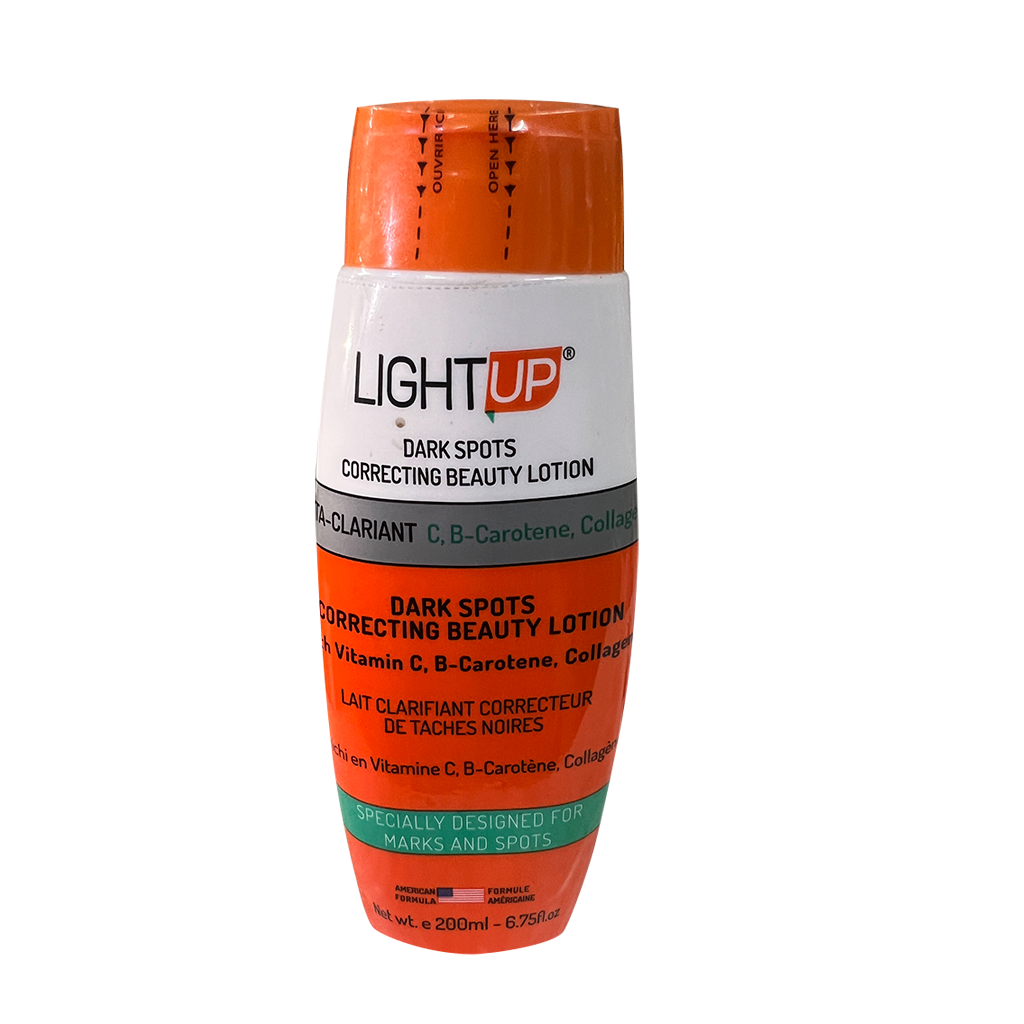 OUVRIR ICI
OPEN HERE
LIGHTUP®
DARK SPOTS
CORRECTING BEAUTY LOTION
TA-CLARIANT C, B-Carotene, Collage
DARK SPOTS
CORRECTING BEAUTY LOTION
h Vitamin C, B-Carotene, Collagen
LAIT CLARIFIANT CORRECTEUR
DE TACHES NOIRES
chi en Vitamine C, B-Carotène, Collagèn
SPECIALLY DESIGNED FOR
MARKS AND SPOTS
AMERICAN FORMULE
FORMULA AMÉRICAINE
Net wt. e 200ml - 6.75fl.oz